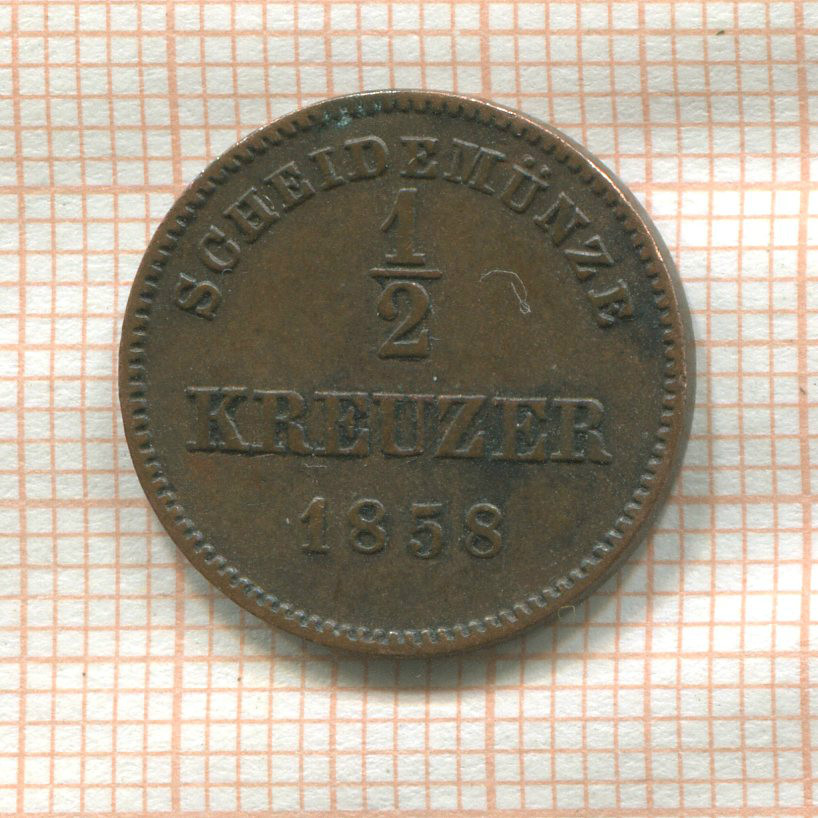 SCHEIDEMÜNZE
1
2
KREUZER
1858